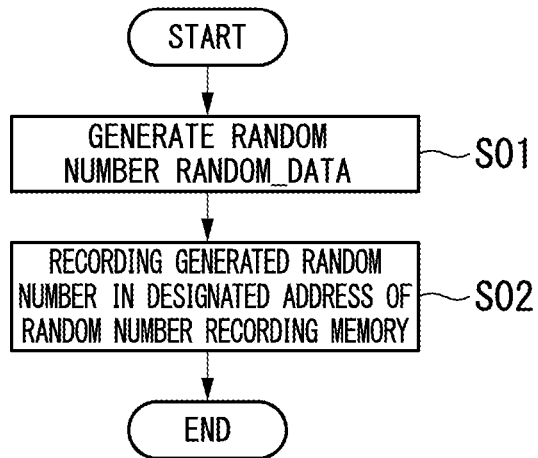 START
GENERATE RANDOM
NUMBER RANDOM_DATA
S01
RECORDING GENERATED RANDOM
NUMBER IN DESIGNATED ADDRESS OF
RANDOM NUMBER RECORDING MEMORY
S02
END